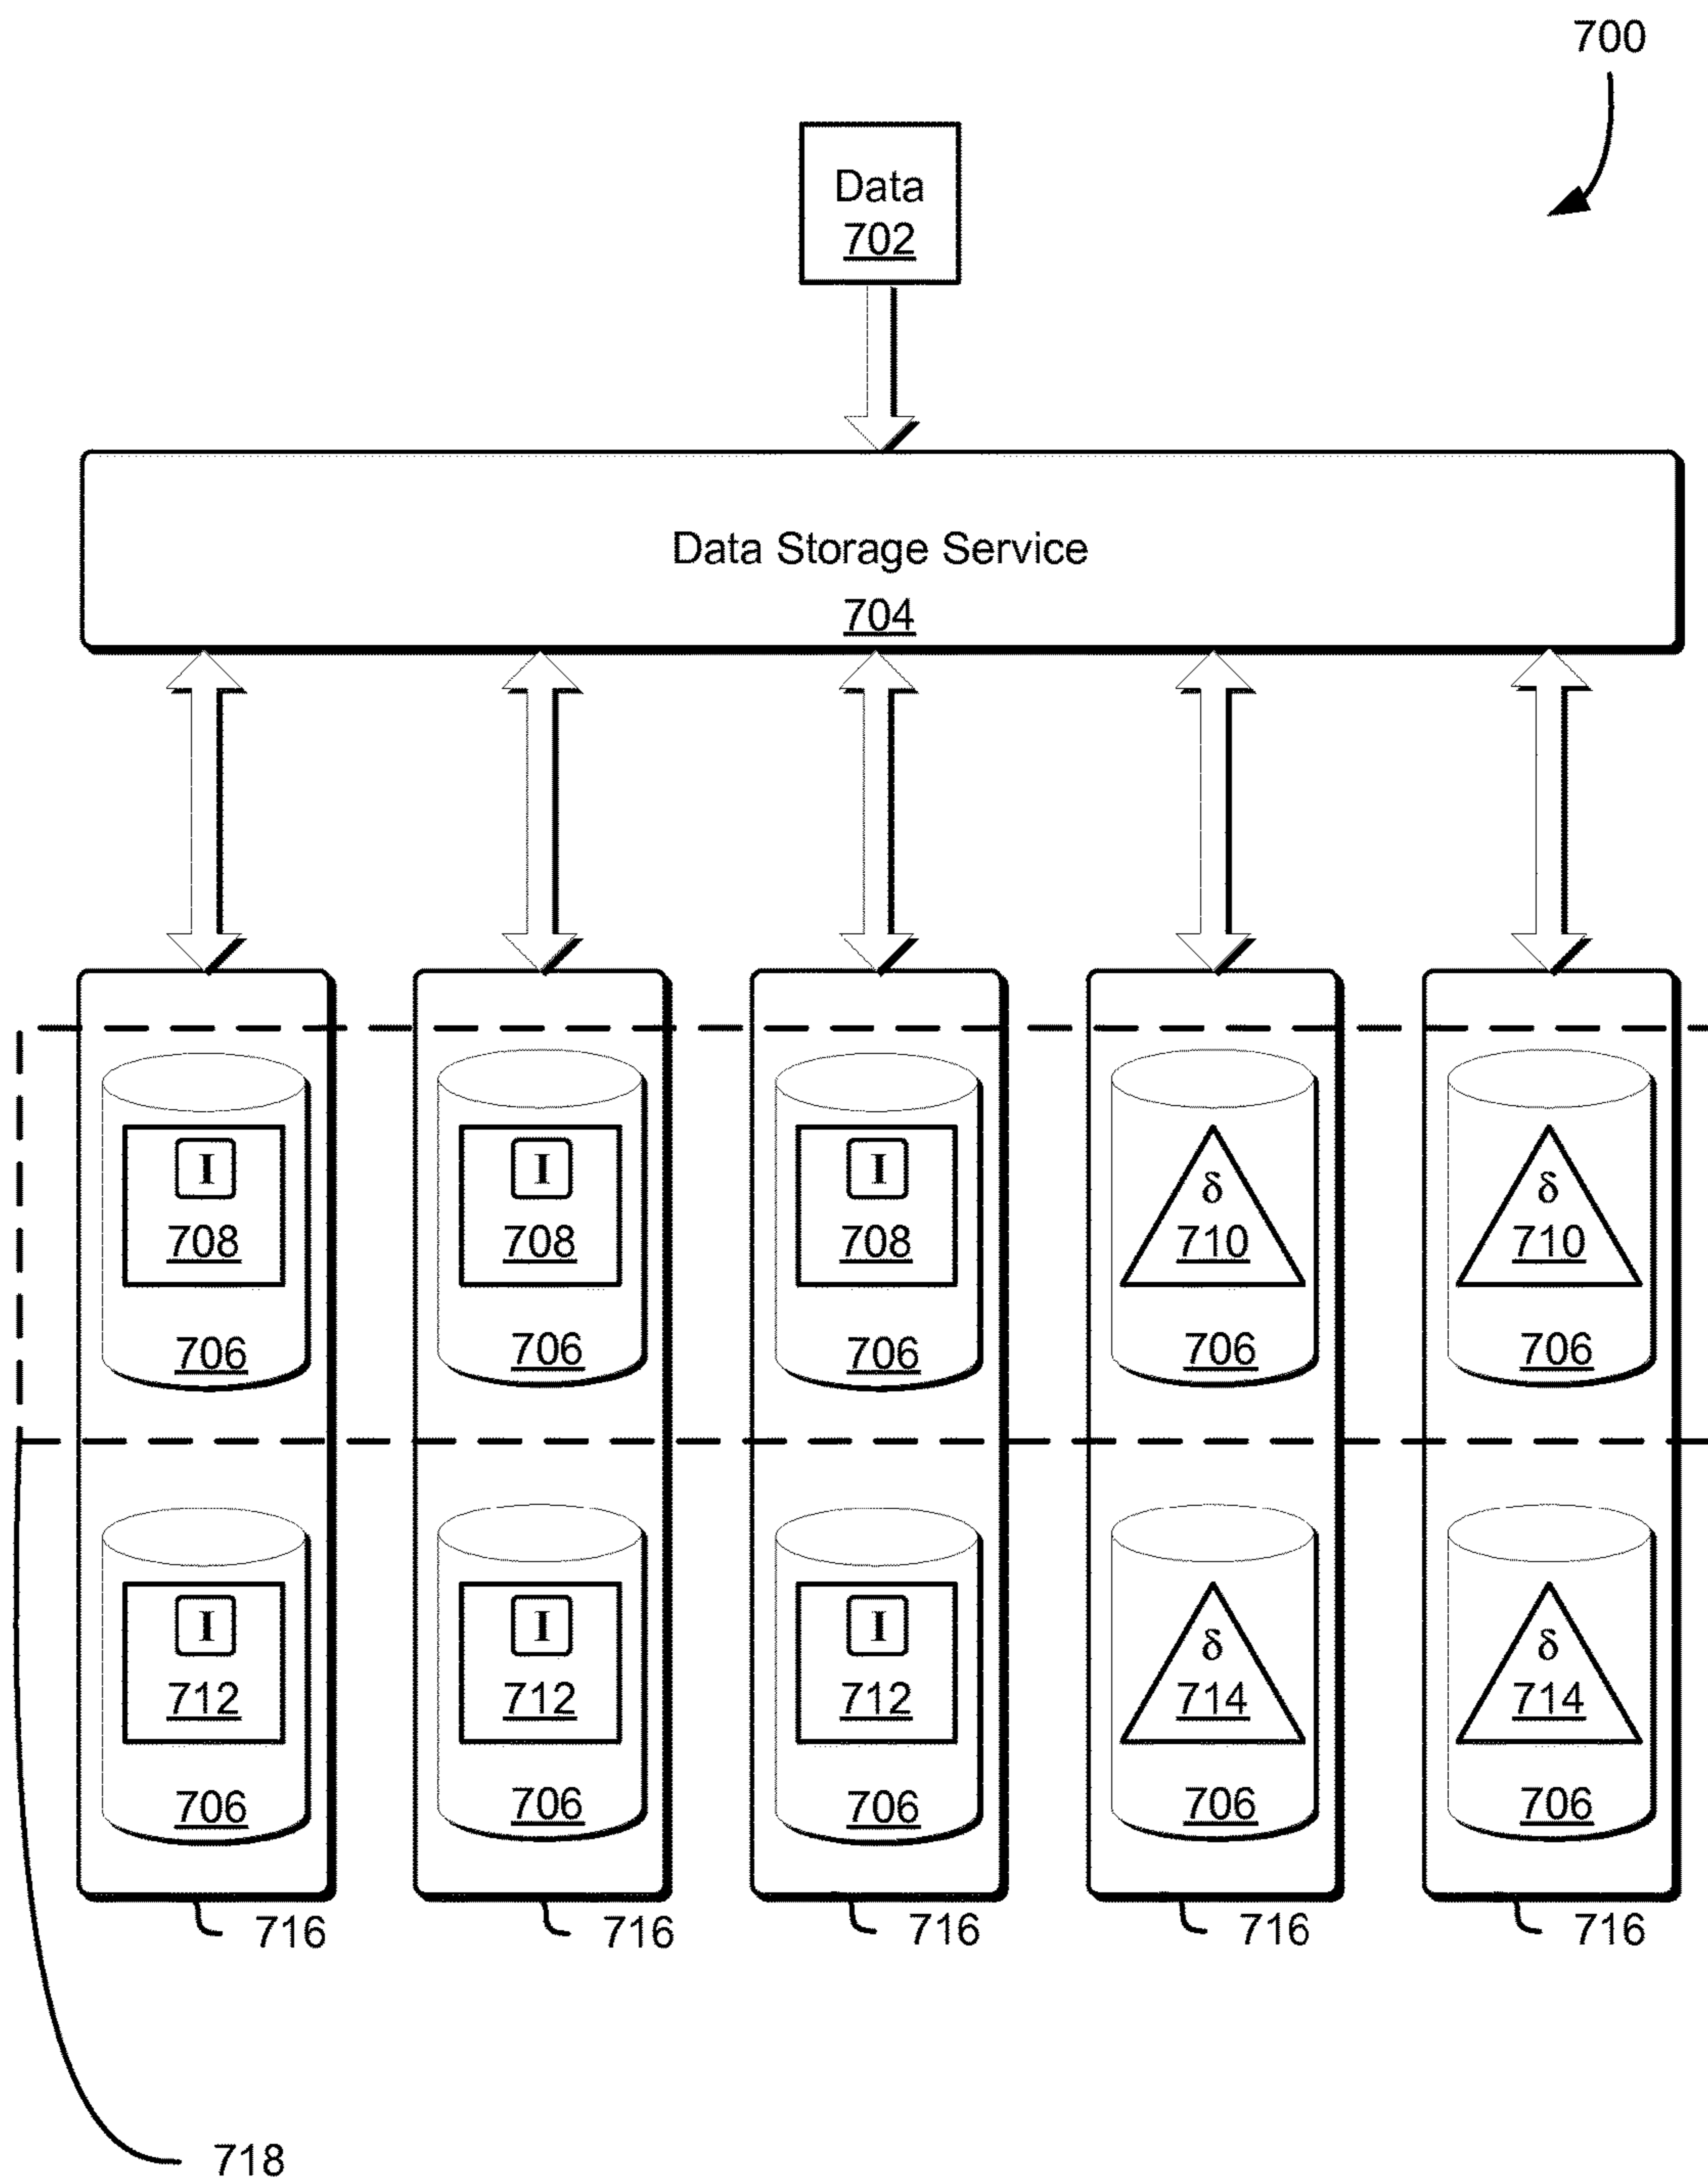 700
Data
702
Data Storage Service
704
I I I δ δ
708 708 708 710 710
706 706 706 706 706
I I I δ δ
712 712 712 714 714
706 706 706 706 706
716 716 716 716 716
718